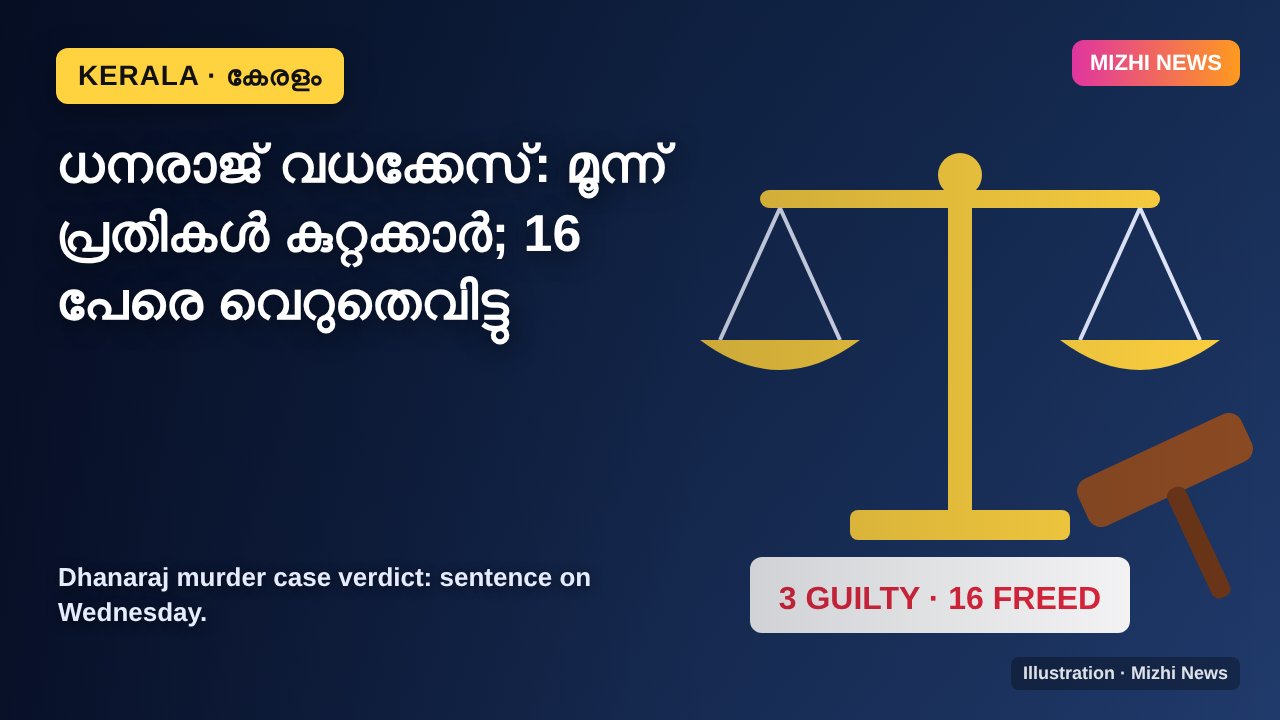 KERALA · കേരളം
MIZHI NEWS
ധനരാജ് വധക്കേസ്: മൂന്ന്
പ്രതികൾ കുറ്റക്കാർ; 16
പേരെ വെറുതെവിട്ടു
Dhanaraj murder case verdict: sentence on
Wednesday.
3 GUILTY · 16 FREED
Illustration · Mizhi News